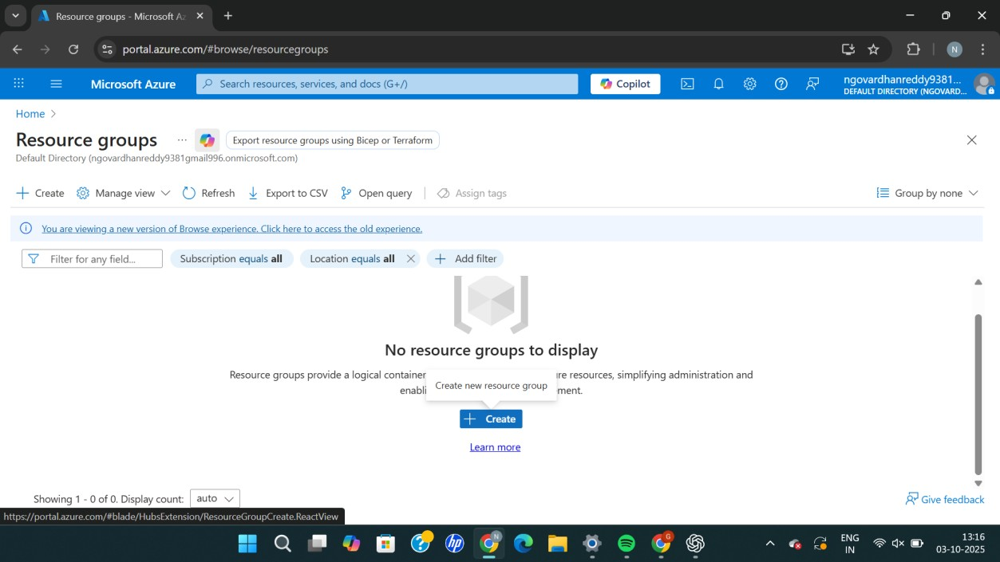 Resource groups - Microsoft Az
portal.azure.com/#browse/resourcegroups
N
Microsoft Azure
Search resources, services, and docs (G+/)
Copilot
ngovardhanreddy9381...
DEFAULT DIRECTORY (NGOVARD...
Home
Resource groups
...
Export resource groups using Bicep or Terraform
Default Directory (ngovardhanreddy9381gmail996.onmicrosoft.com)
Create
Manage view
Refresh
Export to CSV
Open query
Assign tags
Group by none
You are viewing a new version of Browse experience. Click here to access the old experience.
Filter for any field...
Subscription equals all
Location equals all
Add filter
No resource groups to display
Resource groups provide a logical container re resources, simplifying administration and
enabli ment.
Create new resource group
Create
Learn more
Showing 1 - 0 of 0. Display count: auto
Give feedback
https://portal.azure.com/#blade/HubsExtension/ResourceGroupCreate.ReactView
hp
N
G
ENG
IN
13:16
03-10-2025